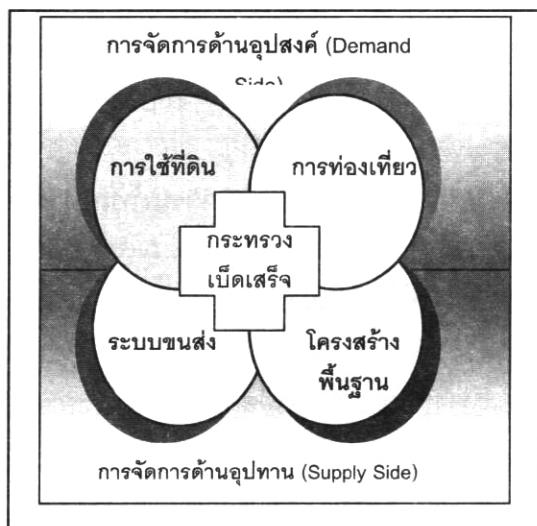 การจัดการด้านอุปสงค์ (Demand
Side)
การใช้ที่ดิน
การท่องเที่ยว
กระทรวง
เบ็ดเสร็จ
ระบบขนส่ง
โครงสร้าง
พื้นฐาน
การจัดการด้านอุปทาน (Supply Side)